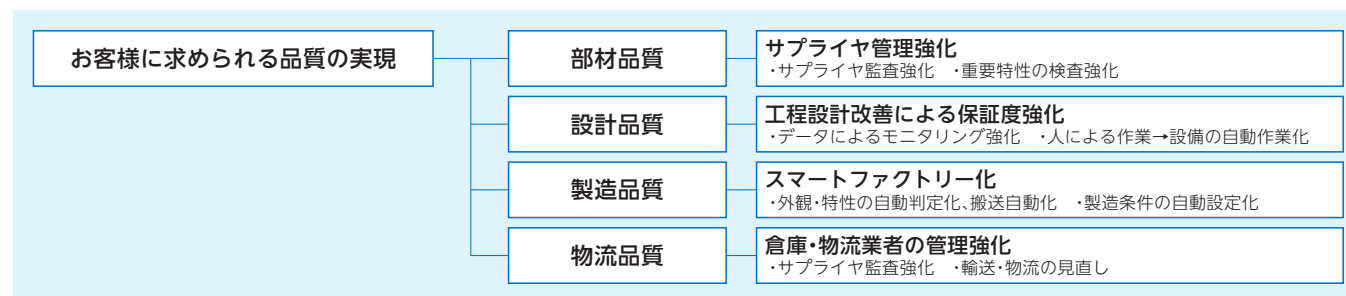 お客様に求められる品質の実現
部材品質
サプライヤ管理強化
・サプライヤ監査強化　・重要特性の検査強化
設計品質
工程設計改善による保証度強化
・データによるモニタリング強化　・人による作業→設備の自動作業化
製造品質
スマートファクトリー化
・外観・特性の自動判定化、搬送自動化　・製造条件の自動設定化
物流品質
倉庫・物流業者の管理強化
・サプライヤ監査強化　・輸送・物流の見直し